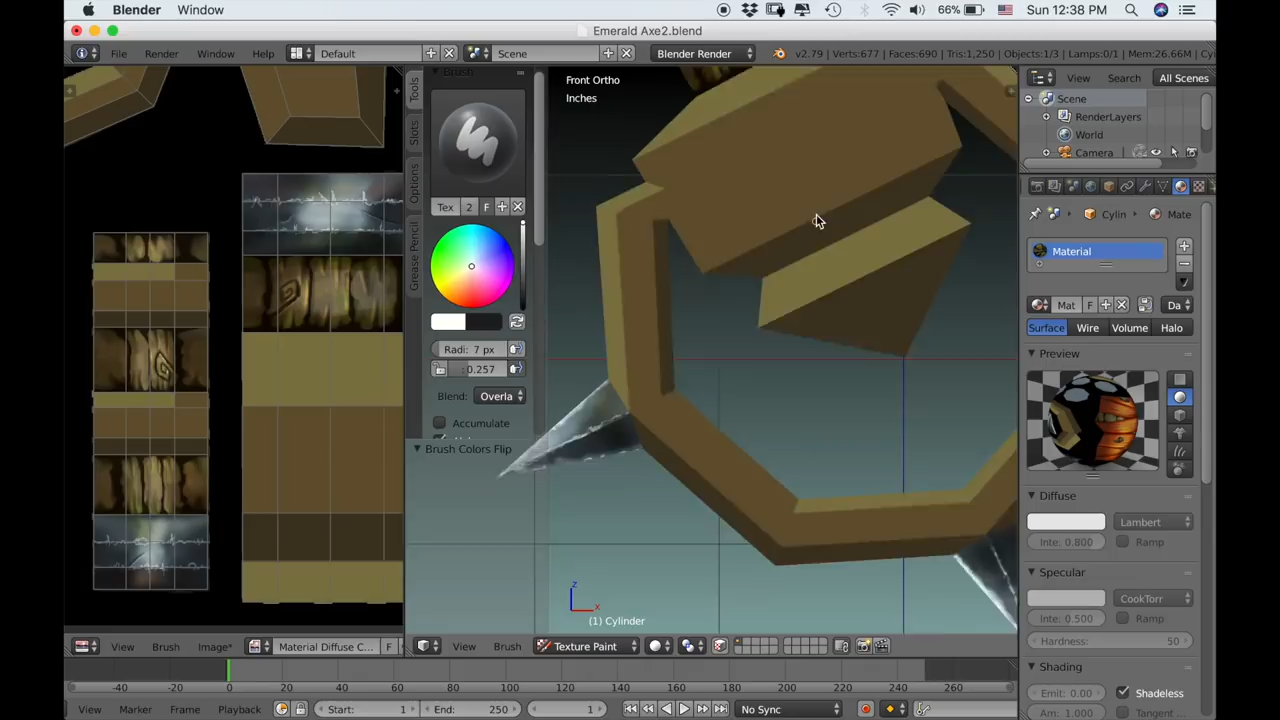 Blender Window 66% Sun 12:38 PM
Emerald Axe2.blend
File Render Window Help Default Scene Blender Render v2.79 | Verts:677 | Faces:690 | Tris:1,250 | Objects:1/3 | Lamps:0/1 | Mem:26.66M | Cy
Brush
Front Ortho
Inches
View Search All Scenes
Scene
RenderLayers
World
Camera
Tools
Slots
Options
Grease Pencil
Tex 2 F
Cylin Mate
Material
Mat F Da
Surface Wire Volume Halo
Radi: 7 px
0.257
Blend: Overla
Accumulate
Brush Colors Flip
Preview
Diffuse
Lambert
Inte: 0.800 Ramp
Specular
CookTorr
Inte: 0.500 Ramp
Hardness: 50
Shading
Emit: 0.00 Shadeless
Am: 1.000 Tangent
z
x
(1) Cylinder
View Brush Image* Material Diffuse C... F View Brush Texture Paint
-40 -20 0 20 40 60 80 100 120 140 160 180 200 220 240 260
View Marker Frame Playback Start: 1 End: 250 1 No Sync